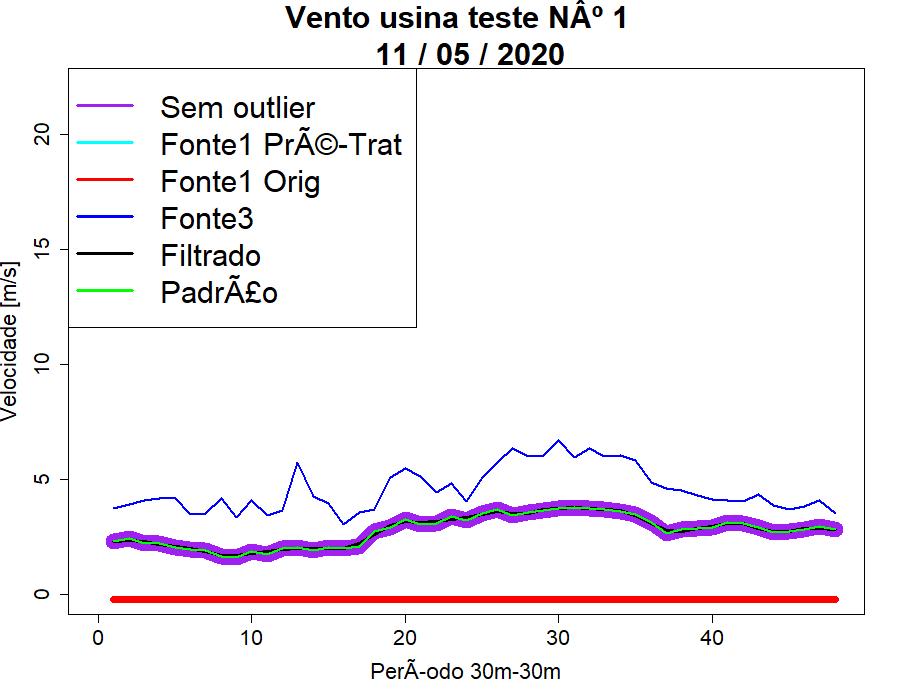 Vento usina teste NÂº 1
11 / 05 / 2020
Sem outlier
Fonte1 PrÃ©-Trat
Fonte1 Orig
Fonte3
Filtrado
PadrÃ£o
Velocidade [m/s]
20
15
10
5
0
0 10 20 30 40
PerÃ-odo 30m-30m